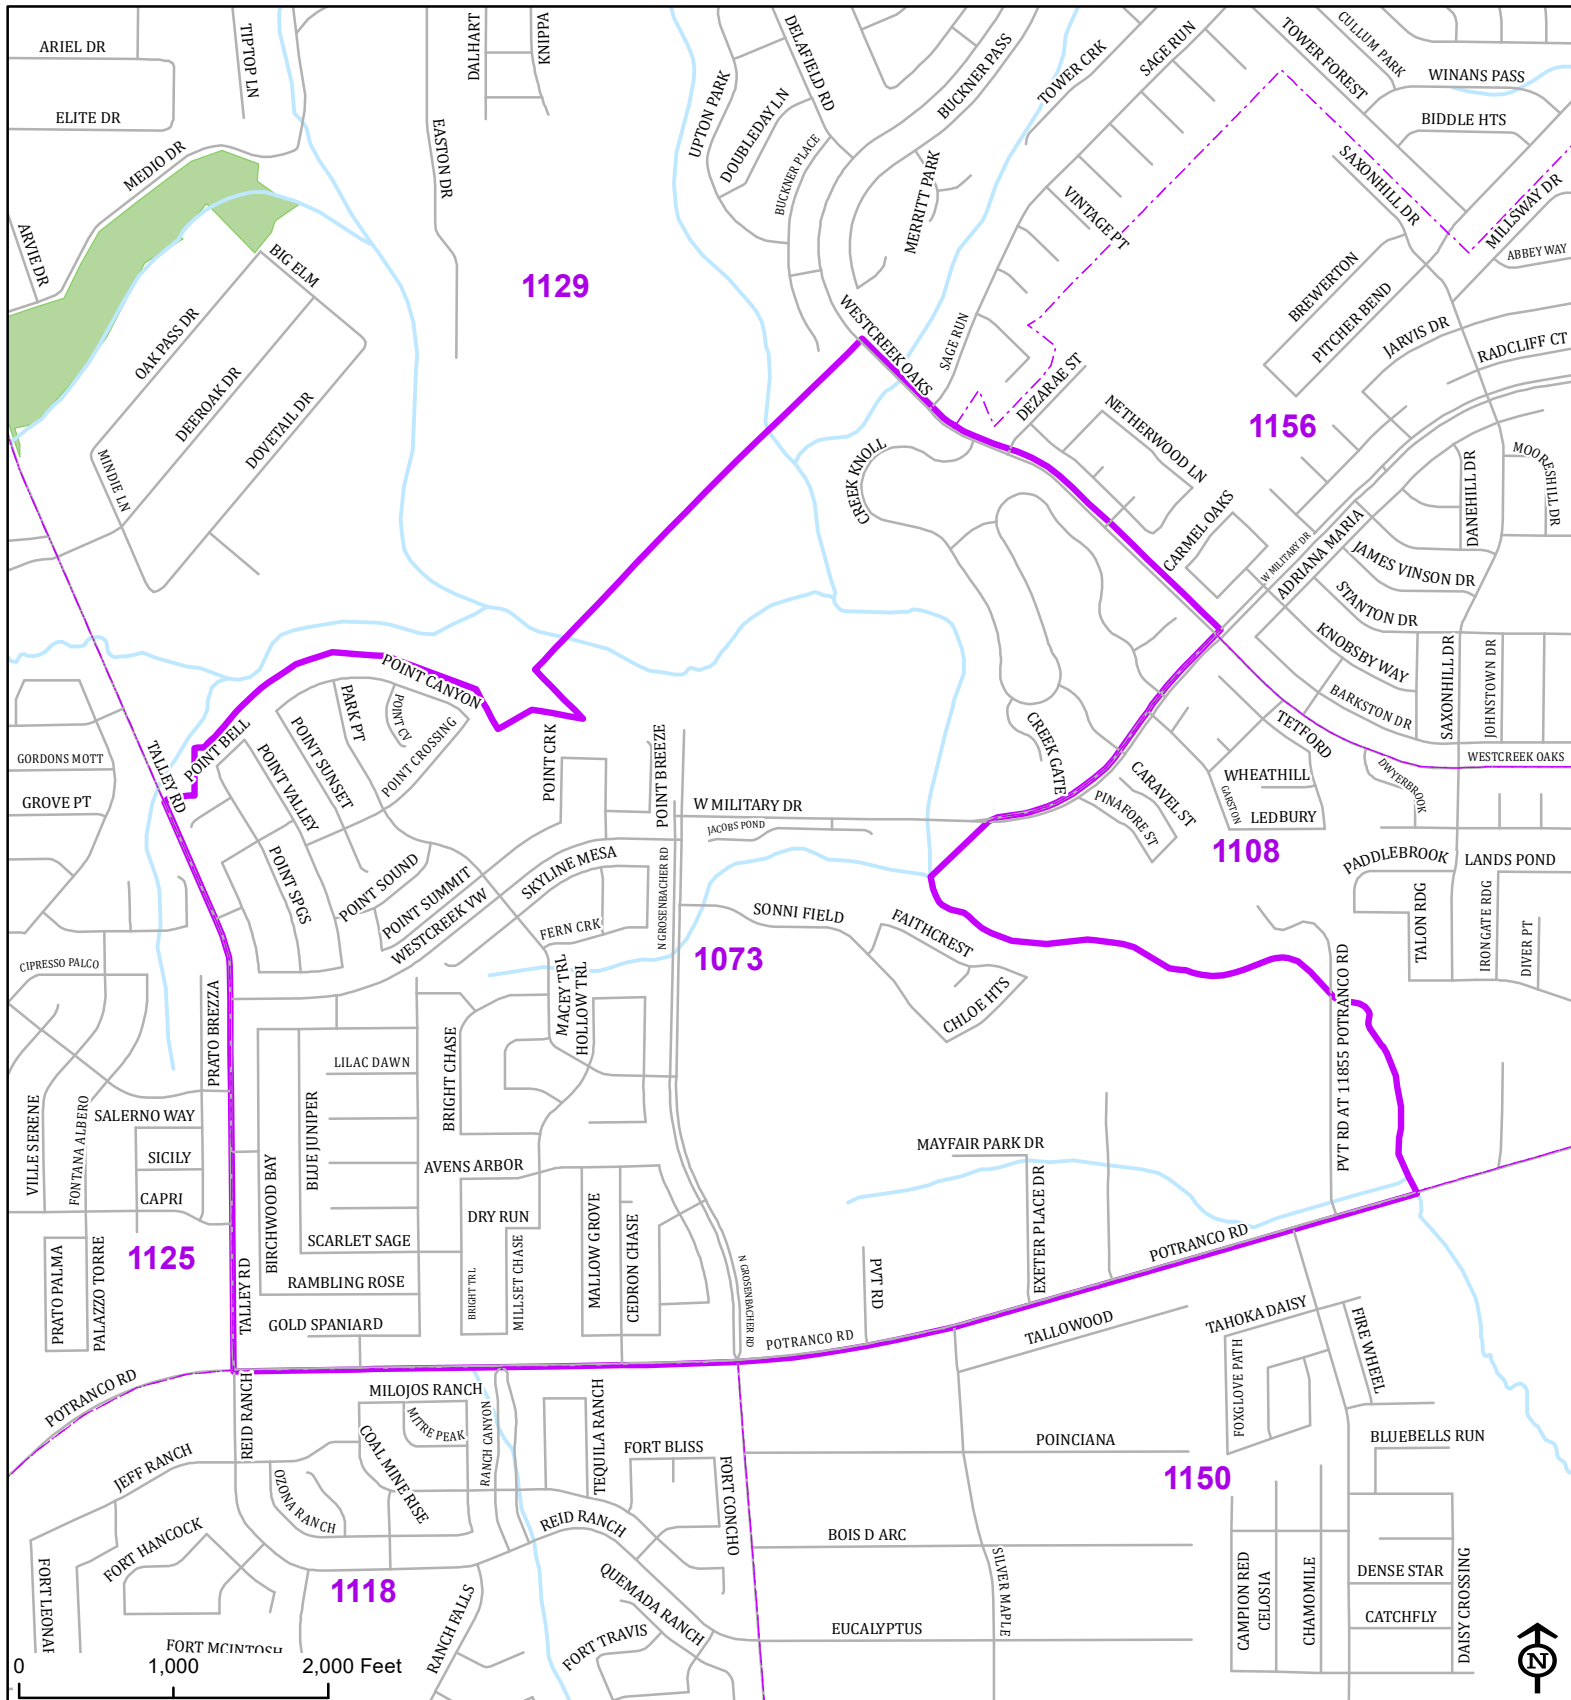 ARIEL DR
TIPTOP LN
DALHART
KNIPPA
DELAFIELD RD
BUCKNER PASS
TOWER CRK
SAGE RUN
TOWER FOREST
CULLUM PARK
WINANS PASS
ELITE DR
EASTON DR
UPTON PARK
DOUBLEDAY LN
BUCKNER PLACE
BIDDLE HTS
MEDIO DR
MERRITT PARK
VINTAGE PT
SAXONHILL DR
MILLSWAY DR
ABBEY WAY
ARVIE DR
BIG ELM
1129
BREWERTON
PITCHER BEND
OAK PASS DR
WESTCREEK OAKS
SAGE RUN
JARVIS DR
RADCLIFF CT
DEEROAK DR
DOVETAIL DR
DEZARAE ST
NETHERWOOD LN
1156
MINDIE LN
CREEK KNOLL
CARMEL OAKS
DANEHILL DR
MOORESHILL DR
W MILITARY DR
ADRIANA MARIA
JAMES VINSON DR
STANTON DR
KNOBSBY WAY
BARKSTON DR
SAXONHILL DR
JOHNSTOWN DR
POINT CANYON
PARK PT
POINT CV
POINT CROSSING
POINT BELL
POINT SUNSET
POINT VALLEY
TALLEY RD
GORDONS MOTT
GROVE PT
POINT CRK
POINT BREEZE
CREEK GATE
TETFORD
WESTCREEK OAKS
DWYERBROOK
W MILITARY DR
JACOBS POND
CARAVEL ST
PINAFORE ST
WHEATHILL
GARSTON
LEDBURY
1108
PADDLEBROOK
LANDS POND
POINT SPGS
POINT SOUND
POINT SUMMIT
WESTCREEK VW
SKYLINE MESA
N GROSENBACHER RD
FERN CRK
SONNI FIELD
FAITHCREST
CHLOE HTS
1073
TALON RDG
IRONGATE RDG
DIVER PT
CIPRESSO PALCO
PRATO BREZZA
MACEY TRL
HOLLOW TRL
PVT RD AT 11855 POTRANCO RD
LILAC DAWN
BRIGHT CHASE
BLUE JUNIPER
VILLE SERENE
FONTANA ALBERO
SALERNO WAY
SICILY
CAPRI
BIRCHWOOD BAY
AVENS ARBOR
MAYFAIR PARK DR
EXETER PLACE DR
DRY RUN
MALLOW GROVE
CEDRON CHASE
SCARLET SAGE
1125
PRATO PALMA
PALAZZO TORRE
TALLEY RD
RAMBLING ROSE
BRIGHT TRL
MILLSET CHASE
N GROSENBACHER RD
PVT RD
POTRANCO RD
GOLD SPANIARD
POTRANCO RD
TALLOWOOD
TAHOKA DAISY
FIRE WHEEL
FOXGLOVE PATH
POTRANCO RD
REID RANCH
MILOJOS RANCH
MITRE PEAK
COAL MINE RISE
RANCH CANYON
TEQUILA RANCH
FORT BLISS
POINCIANA
BLUEBELLS RUN
JEFF RANCH
OZONA RANCH
FORT CONCHO
1150
FORT HANCOCK
REID RANCH
BOIS D ARC
SILVER MAPLE
FORT LEONAR
1118
QUEMADA RANCH
RANCH FALLS
FORT TRAVIS
EUCALYPTUS
CAMPION RED
CELOSIA
CHAMOMILE
DENSE STAR
CATCHFLY
DAISY CROSSING
FORT MCINTOSH
0
1,000
2,000 Feet
N